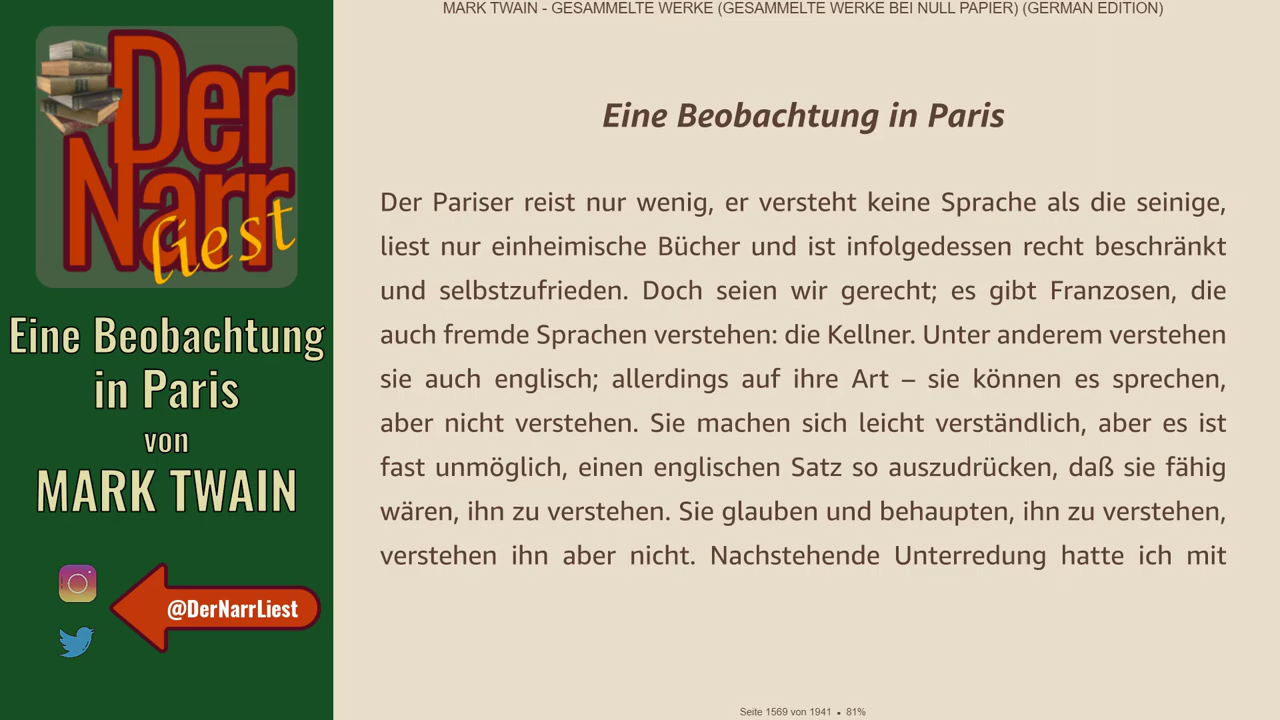 Der
Narr
liest
Eine Beobachtung
in Paris
von
MARK TWAIN
@DerNarrLiest
MARK TWAIN - GESAMMELTE WERKE (GESAMMELTE WERKE BEI NULL PAPIER) (GERMAN EDITION)
Eine Beobachtung in Paris
Der Pariser reist nur wenig, er versteht keine Sprache als die seinige,
liest nur einheimische Bücher und ist infolgedessen recht beschränkt
und selbstzufrieden. Doch seien wir gerecht; es gibt Franzosen, die
auch fremde Sprachen verstehen: die Kellner. Unter anderem verstehen
sie auch englisch; allerdings auf ihre Art – sie können es sprechen,
aber nicht verstehen. Sie machen sich leicht verständlich, aber es ist
fast unmöglich, einen englischen Satz so auszudrücken, daß sie fähig
wären, ihn zu verstehen. Sie glauben und behaupten, ihn zu verstehen,
verstehen ihn aber nicht. Nachstehende Unterredung hatte ich mit
Seite 1569 von 1941 • 81%